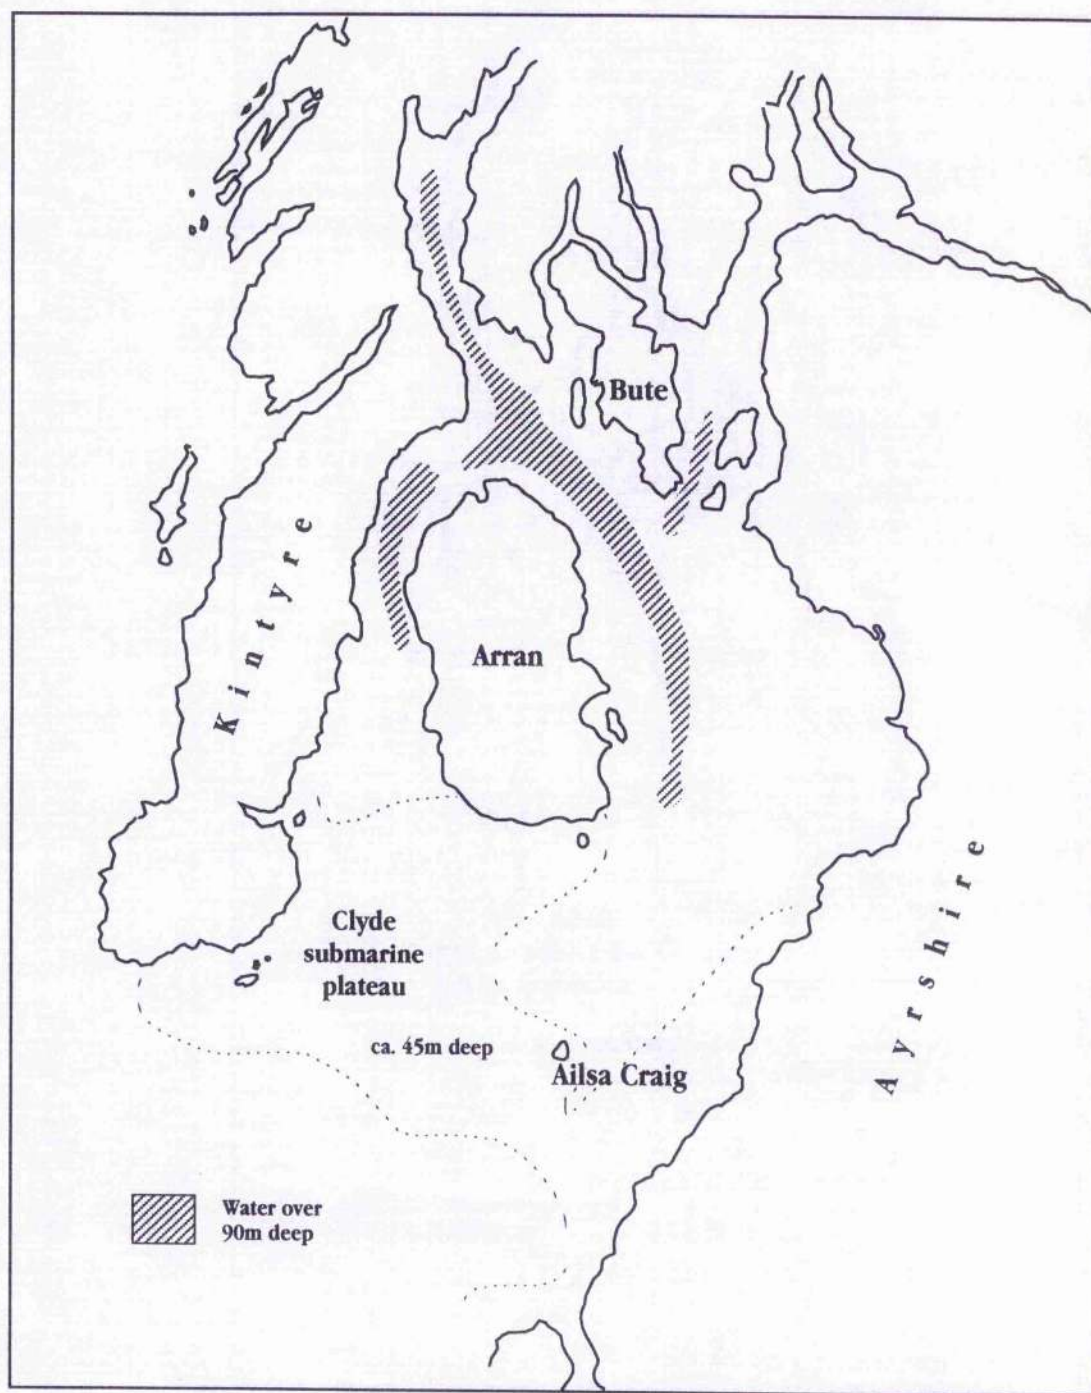 Bute
Kintyre
Arran
Clyde
submarine
plateau
ca. 45m deep
Ailsa Craig
Ayrshire
Water over
90m deep